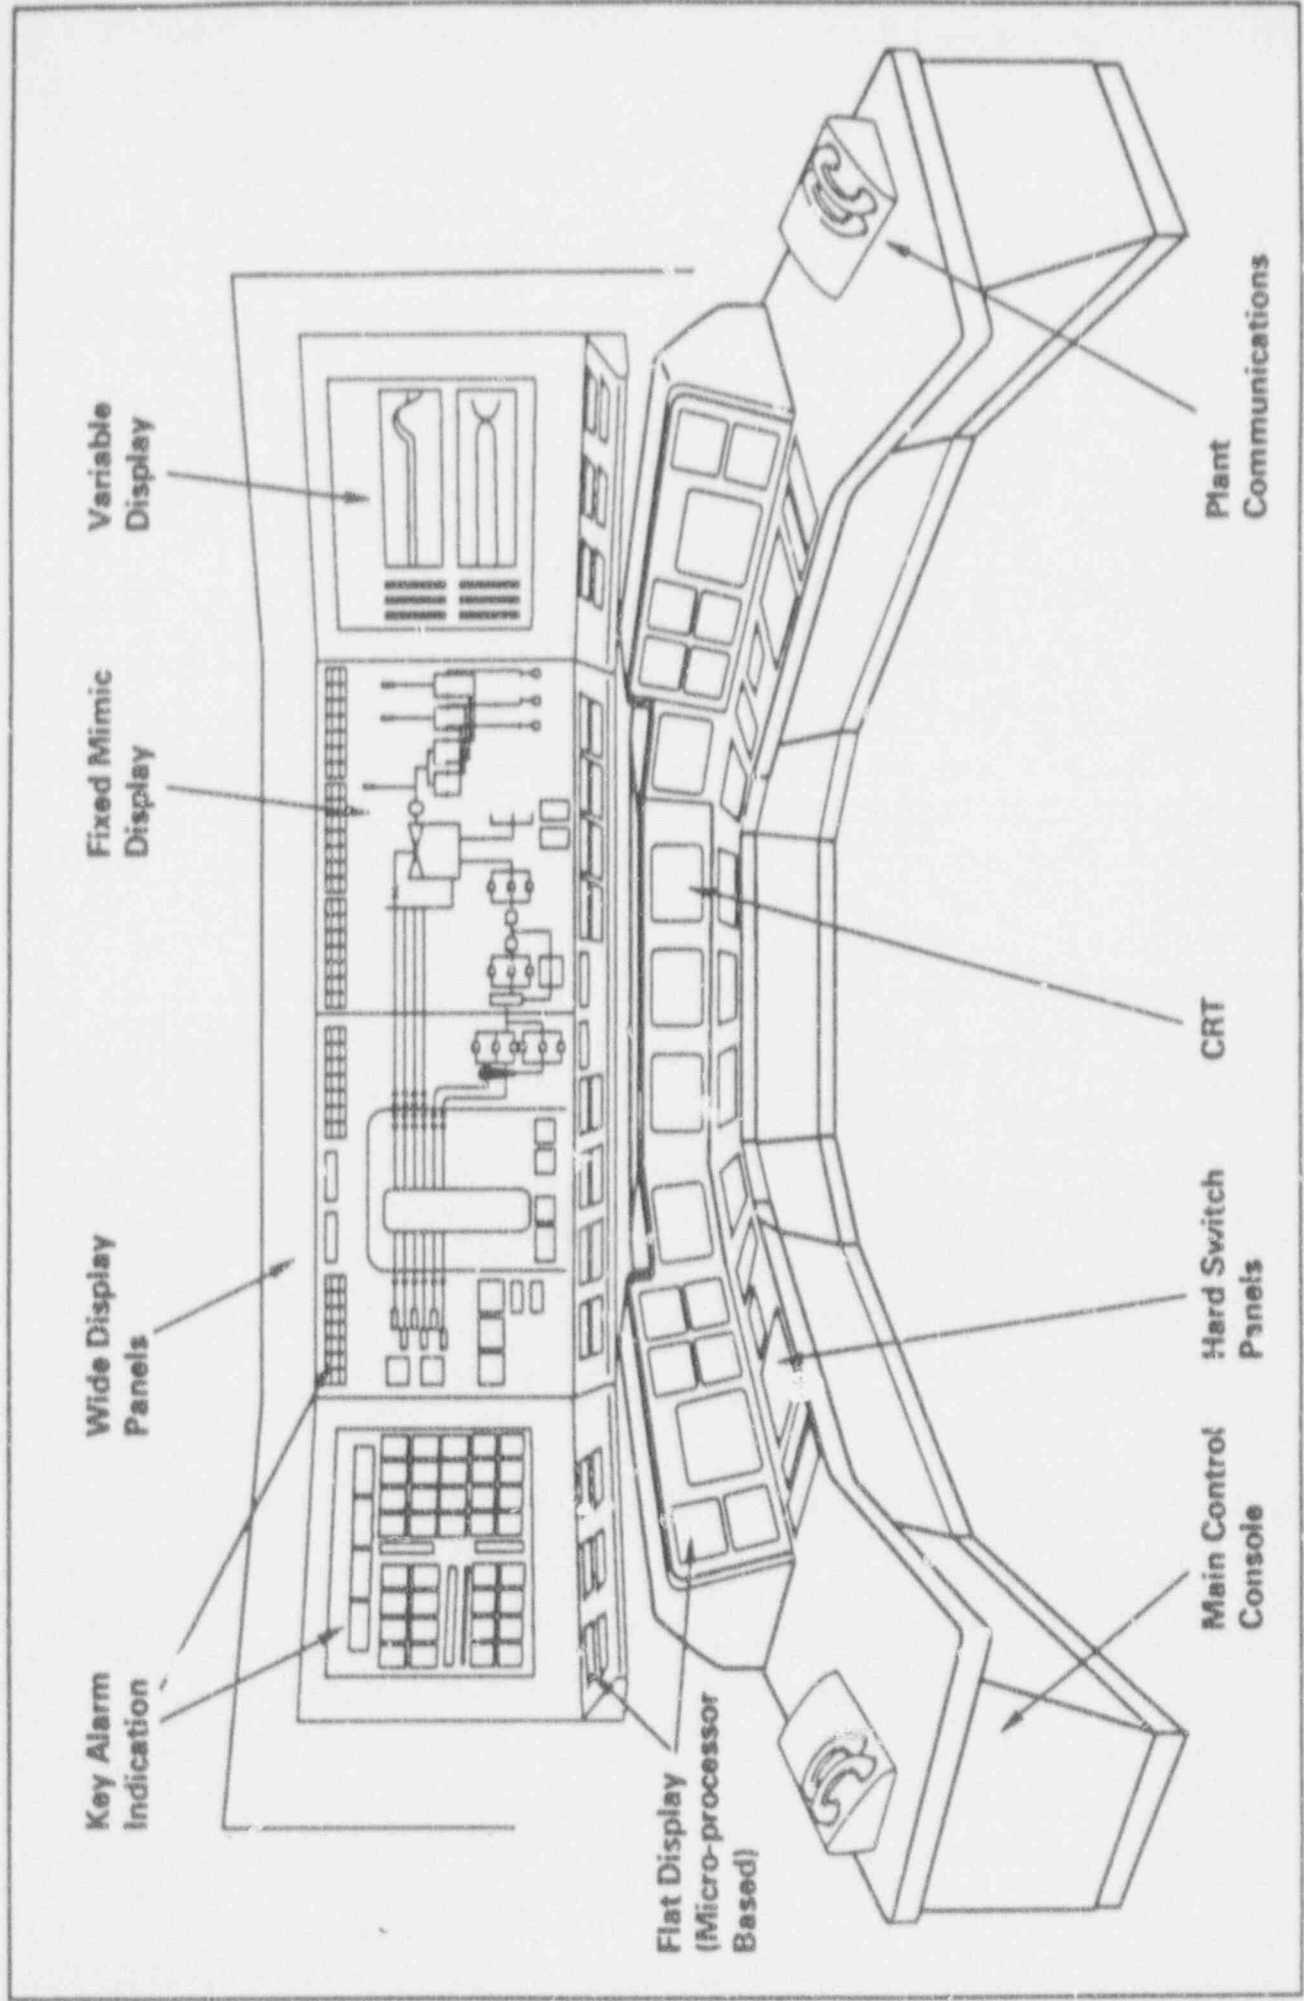 Key Alarm
Indication
Wide Display
Panels
Fixed Mimic
Display
Variable
Display
Flat Display
(Micro-processor
Based)
Main Control
Console
Hard Switch
Panels
CRT
Plant
Communications